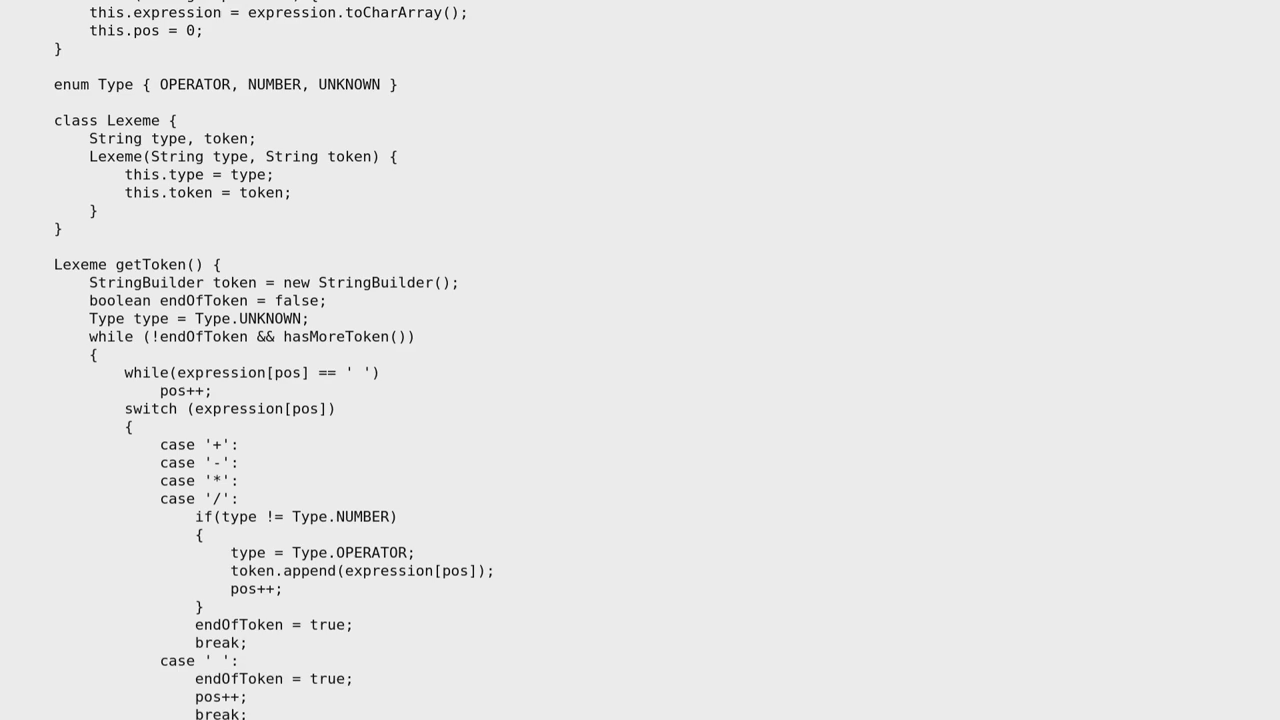 this.expression = expression.toCharArray();
this.pos = 0;
}
enum Type { OPERATOR, NUMBER, UNKNOWN }
class Lexeme {
String type, token;
Lexeme(String type, String token) {
this.type = type;
this.token = token;
}
}
Lexeme getToken() {
StringBuilder token = new StringBuilder();
boolean endOfToken = false;
Type type = Type.UNKNOWN;
while (!endOfToken && hasMoreToken())
{
while(expression[pos] == ' ')
pos++;
switch (expression[pos])
{
case '+':
case '-':
case '*':
case '/':
if(type != Type.NUMBER)
{
type = Type.OPERATOR;
token.append(expression[pos]);
pos++;
}
endOfToken = true;
break;
case ' ':
endOfToken = true;
pos++;
break;